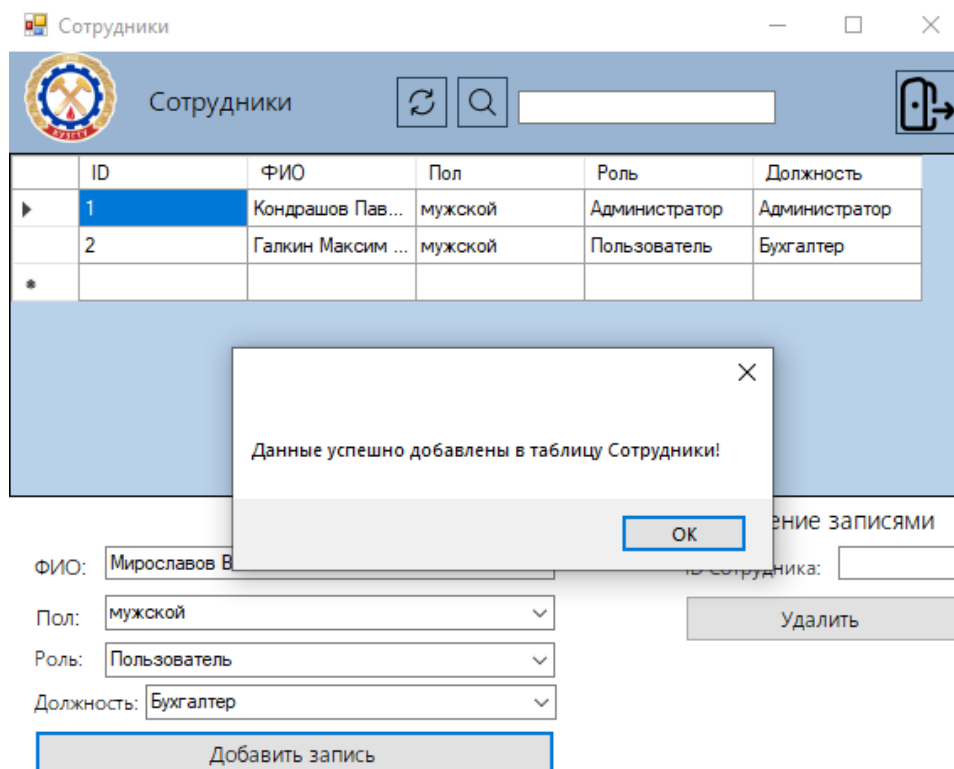 Сотрудники
Сотрудники
ID ФИО Пол Роль Должность
1 Кондрашов Пав... мужской Администратор Администратор
2 Галкин Максим ... мужской Пользователь Бухгалтер
Данные успешно добавлены в таблицу Сотрудники!
OK
ение записями
ФИО: Мирославов В
ID Сотрудника:
Пол: мужской
Удалить
Роль: Пользователь
Должность: Бухгалтер
Добавить запись